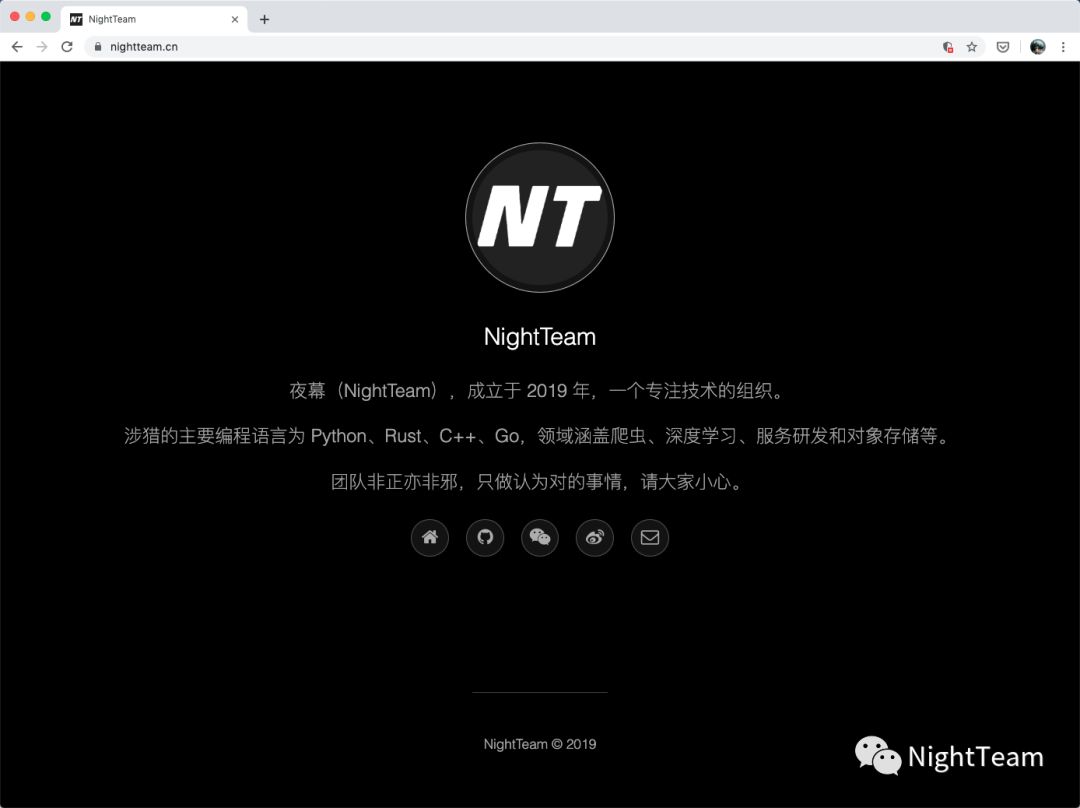 NightTeam
nightteam.cn
NT
NightTeam
夜幕（NightTeam），成立于 2019 年，一个专注技术的组织。
涉猎的主要编程语言为 Python、Rust、C++、Go，领域涵盖爬虫、深度学习、服务研发和对象存储等。
团队非正亦非邪，只做认为对的事情，请大家小心。
NightTeam © 2019
NightTeam